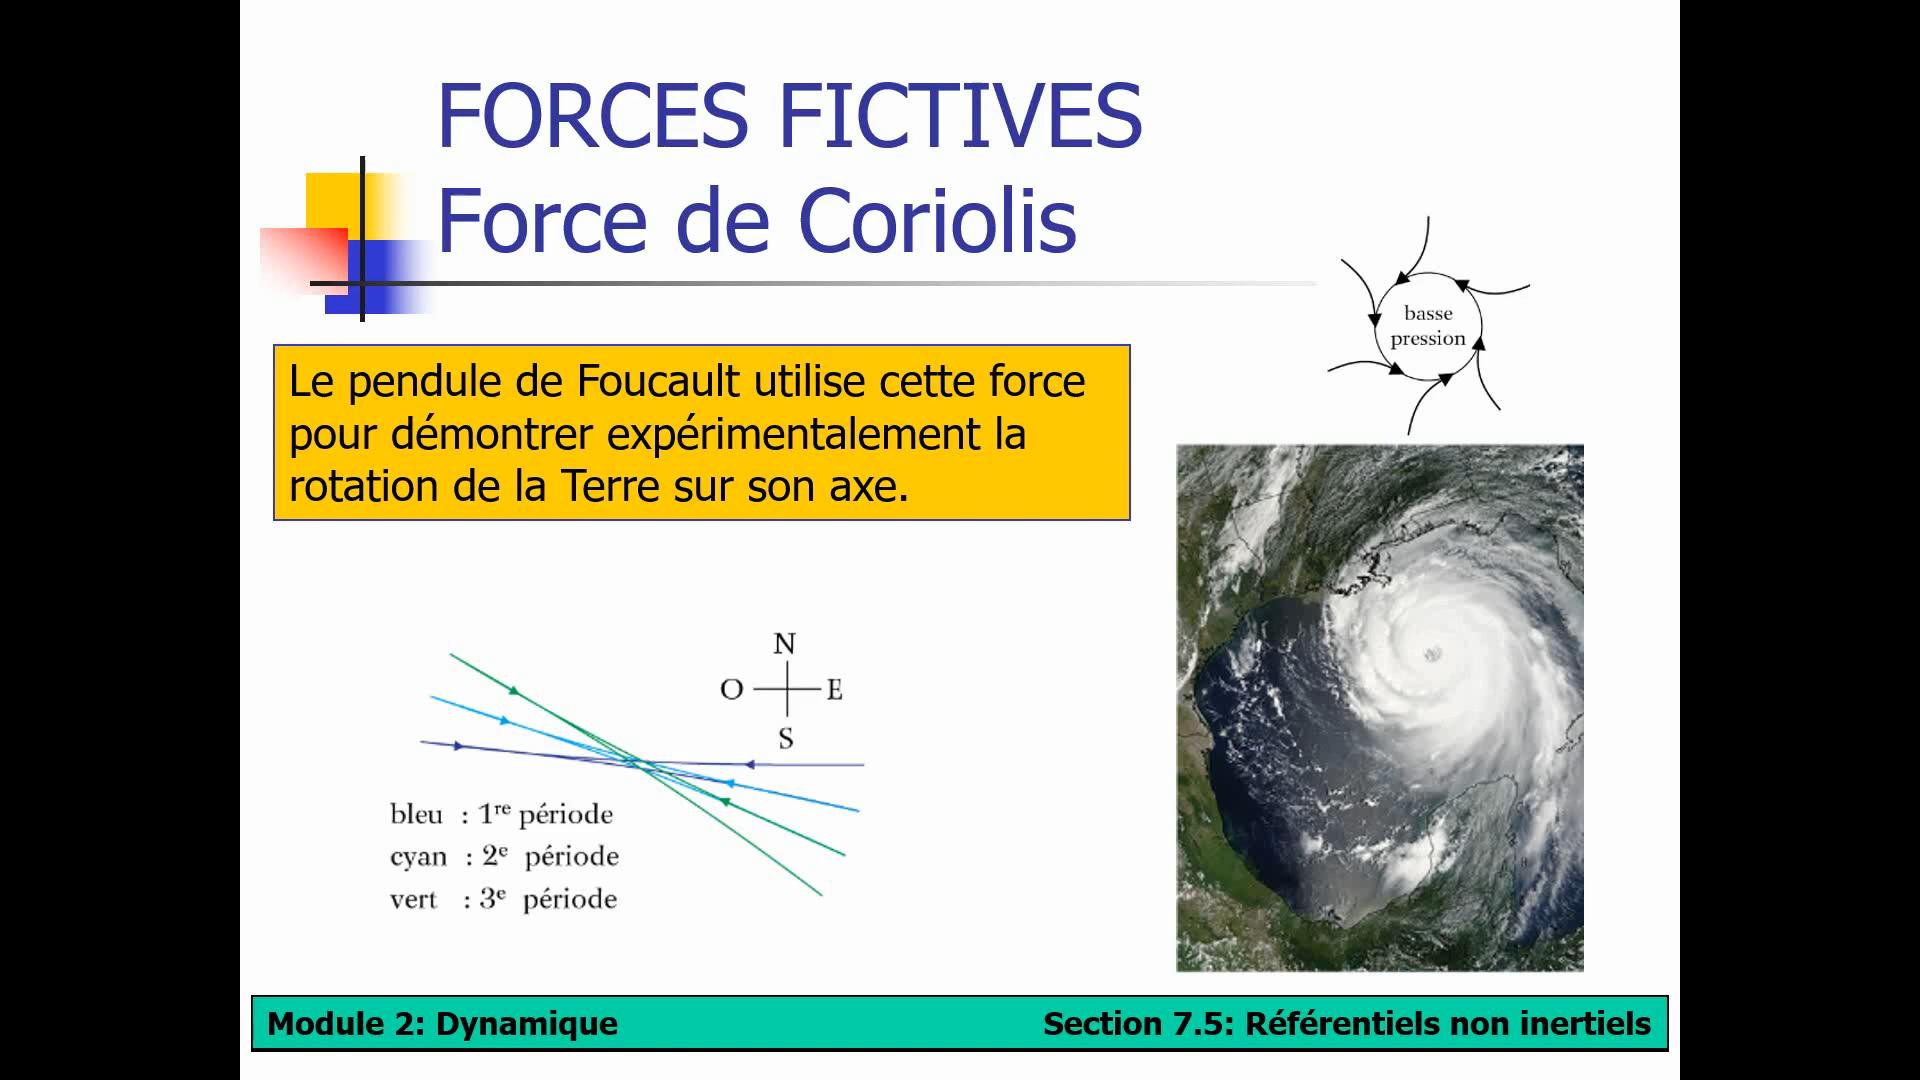 FORCES FICTIVES
Force de Coriolis
basse
pression
Le pendule de Foucault utilise cette force
pour démontrer expérimentalement la
rotation de la Terre sur son axe.
N
O E
S
bleu : 1re période
cyan : 2e période
vert : 3e période
Module 2: Dynamique
Section 7.5: Référentiels non inertiels